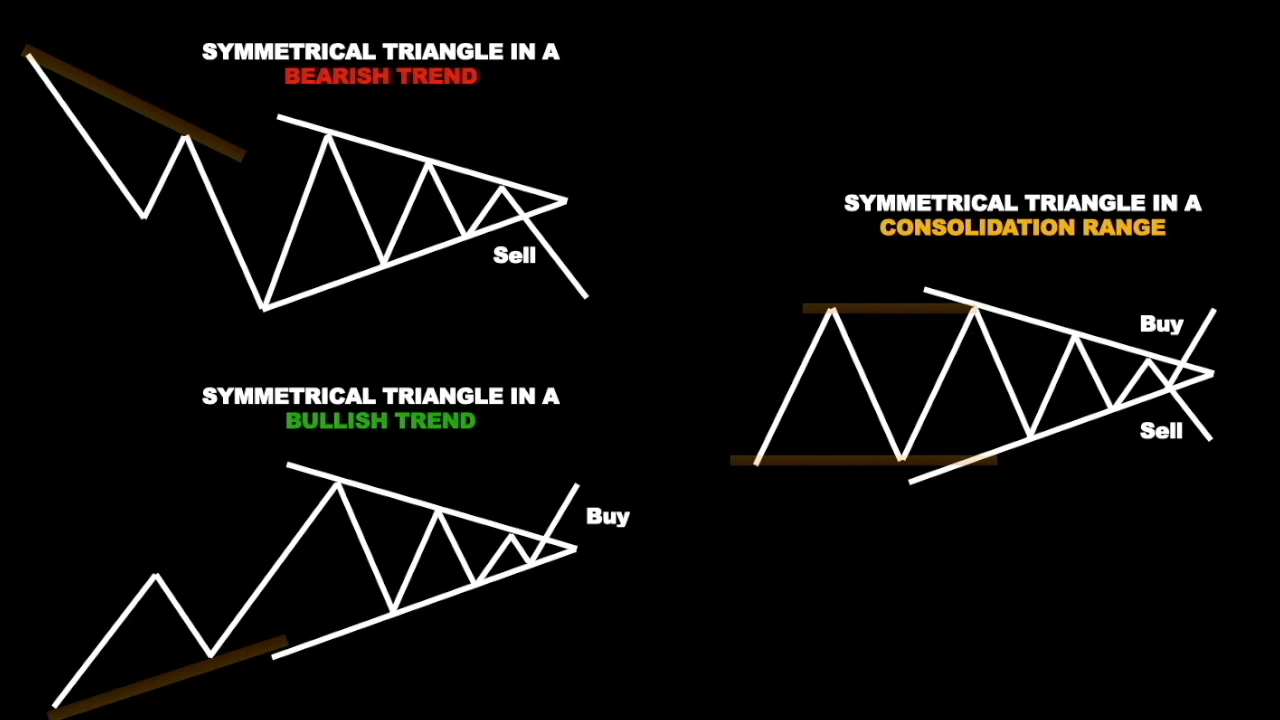 SYMMETRICAL TRIANGLE IN A
BEARISH TREND
Sell
SYMMETRICAL TRIANGLE IN A
BULLISH TREND
Buy
SYMMETRICAL TRIANGLE IN A
CONSOLIDATION RANGE
Buy
Sell